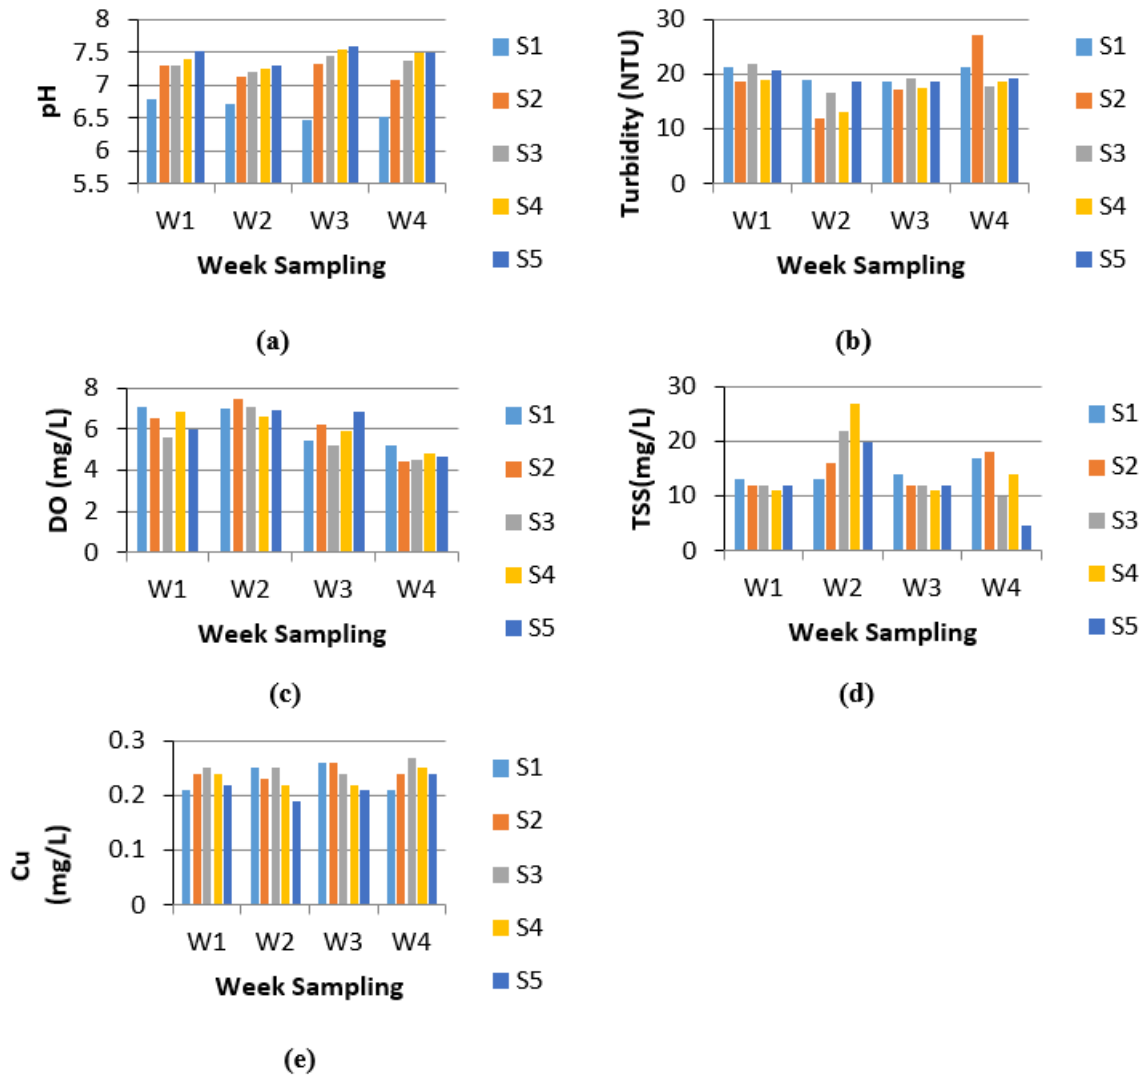 8
7.5
7
6.5
6
5.5
pH
W1 W2 W3 W4
Week Sampling
S1
S2
S3
S4
S5
(a)
30
20
10
0
Turbidity (NTU)
W1 W2 W3 W4
Week Sampling
S1
S2
S3
S4
S5
(b)
8
6
4
2
0
DO (mg/L)
W1 W2 W3 W4
Week Sampling
S1
S2
S3
S4
S5
(c)
30
20
10
0
TSS(mg/L)
W1 W2 W3 W4
Week Sampling
S1
S2
S3
S4
S5
(d)
0.3
0.2
0.1
0
Cu
(mg/L)
W1 W2 W3 W4
Week Sampling
S1
S2
S3
S4
S5
(e)